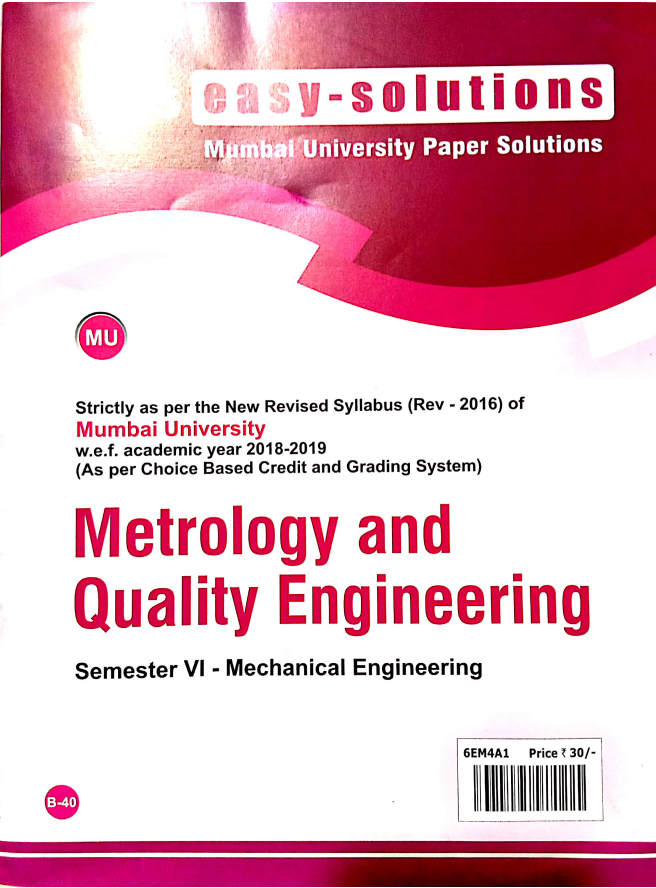 easy-solutions
Mumbai University Paper Solutions
MU
Strictly as per the New Revised Syllabus (Rev - 2016) of
Mumbai University
w.e.f. academic year 2018-2019
(As per Choice Based Credit and Grading System)
Metrology and
Quality Engineering
Semester VI - Mechanical Engineering
6EM4A1 Price ₹ 30/-
B-40